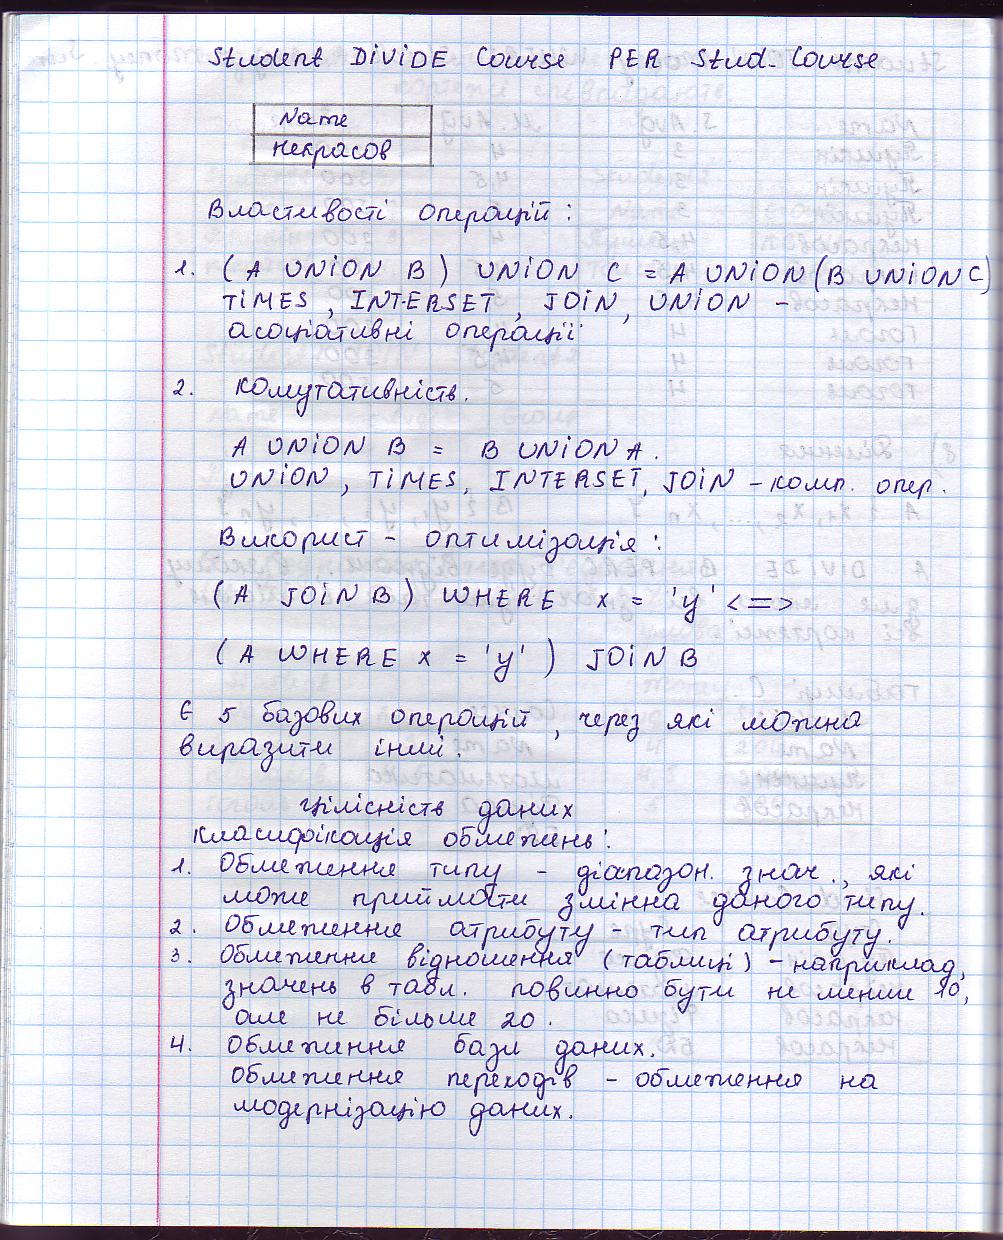 Student DIVIDE Course PER Stud. Course
Name
Некрасов
Властивості операцій:
1. (A UNION B) UNION C = A UNION (B UNION C)
TIMES, INTERSET, JOIN, UNION -
асоціативні операції
2. Комутативність.
A UNION B = B UNION A.
UNION, TIMES, INTERSET, JOIN - комп. опер.
Використ - оптимізація:
(A JOIN B) WHERE x = 'y' <=>
(A WHERE x = 'y') JOIN B
Є 5 базових операцій, через які можна
виразити інші.
Цілісність даних
Класифікація обмежень:
1. Обмеження типу - діапазон. знач., які
може приймати змінна даного типу.
2. Обмеження атрибуту - тип атрибуту.
3. Обмеження відношення (таблиці) - наприклад,
значень в табл. повинно бути не менше 10,
але не більше 20.
4. Обмеження бази даних.
Обмеження переходів - обмеження на
модернізацію даних.